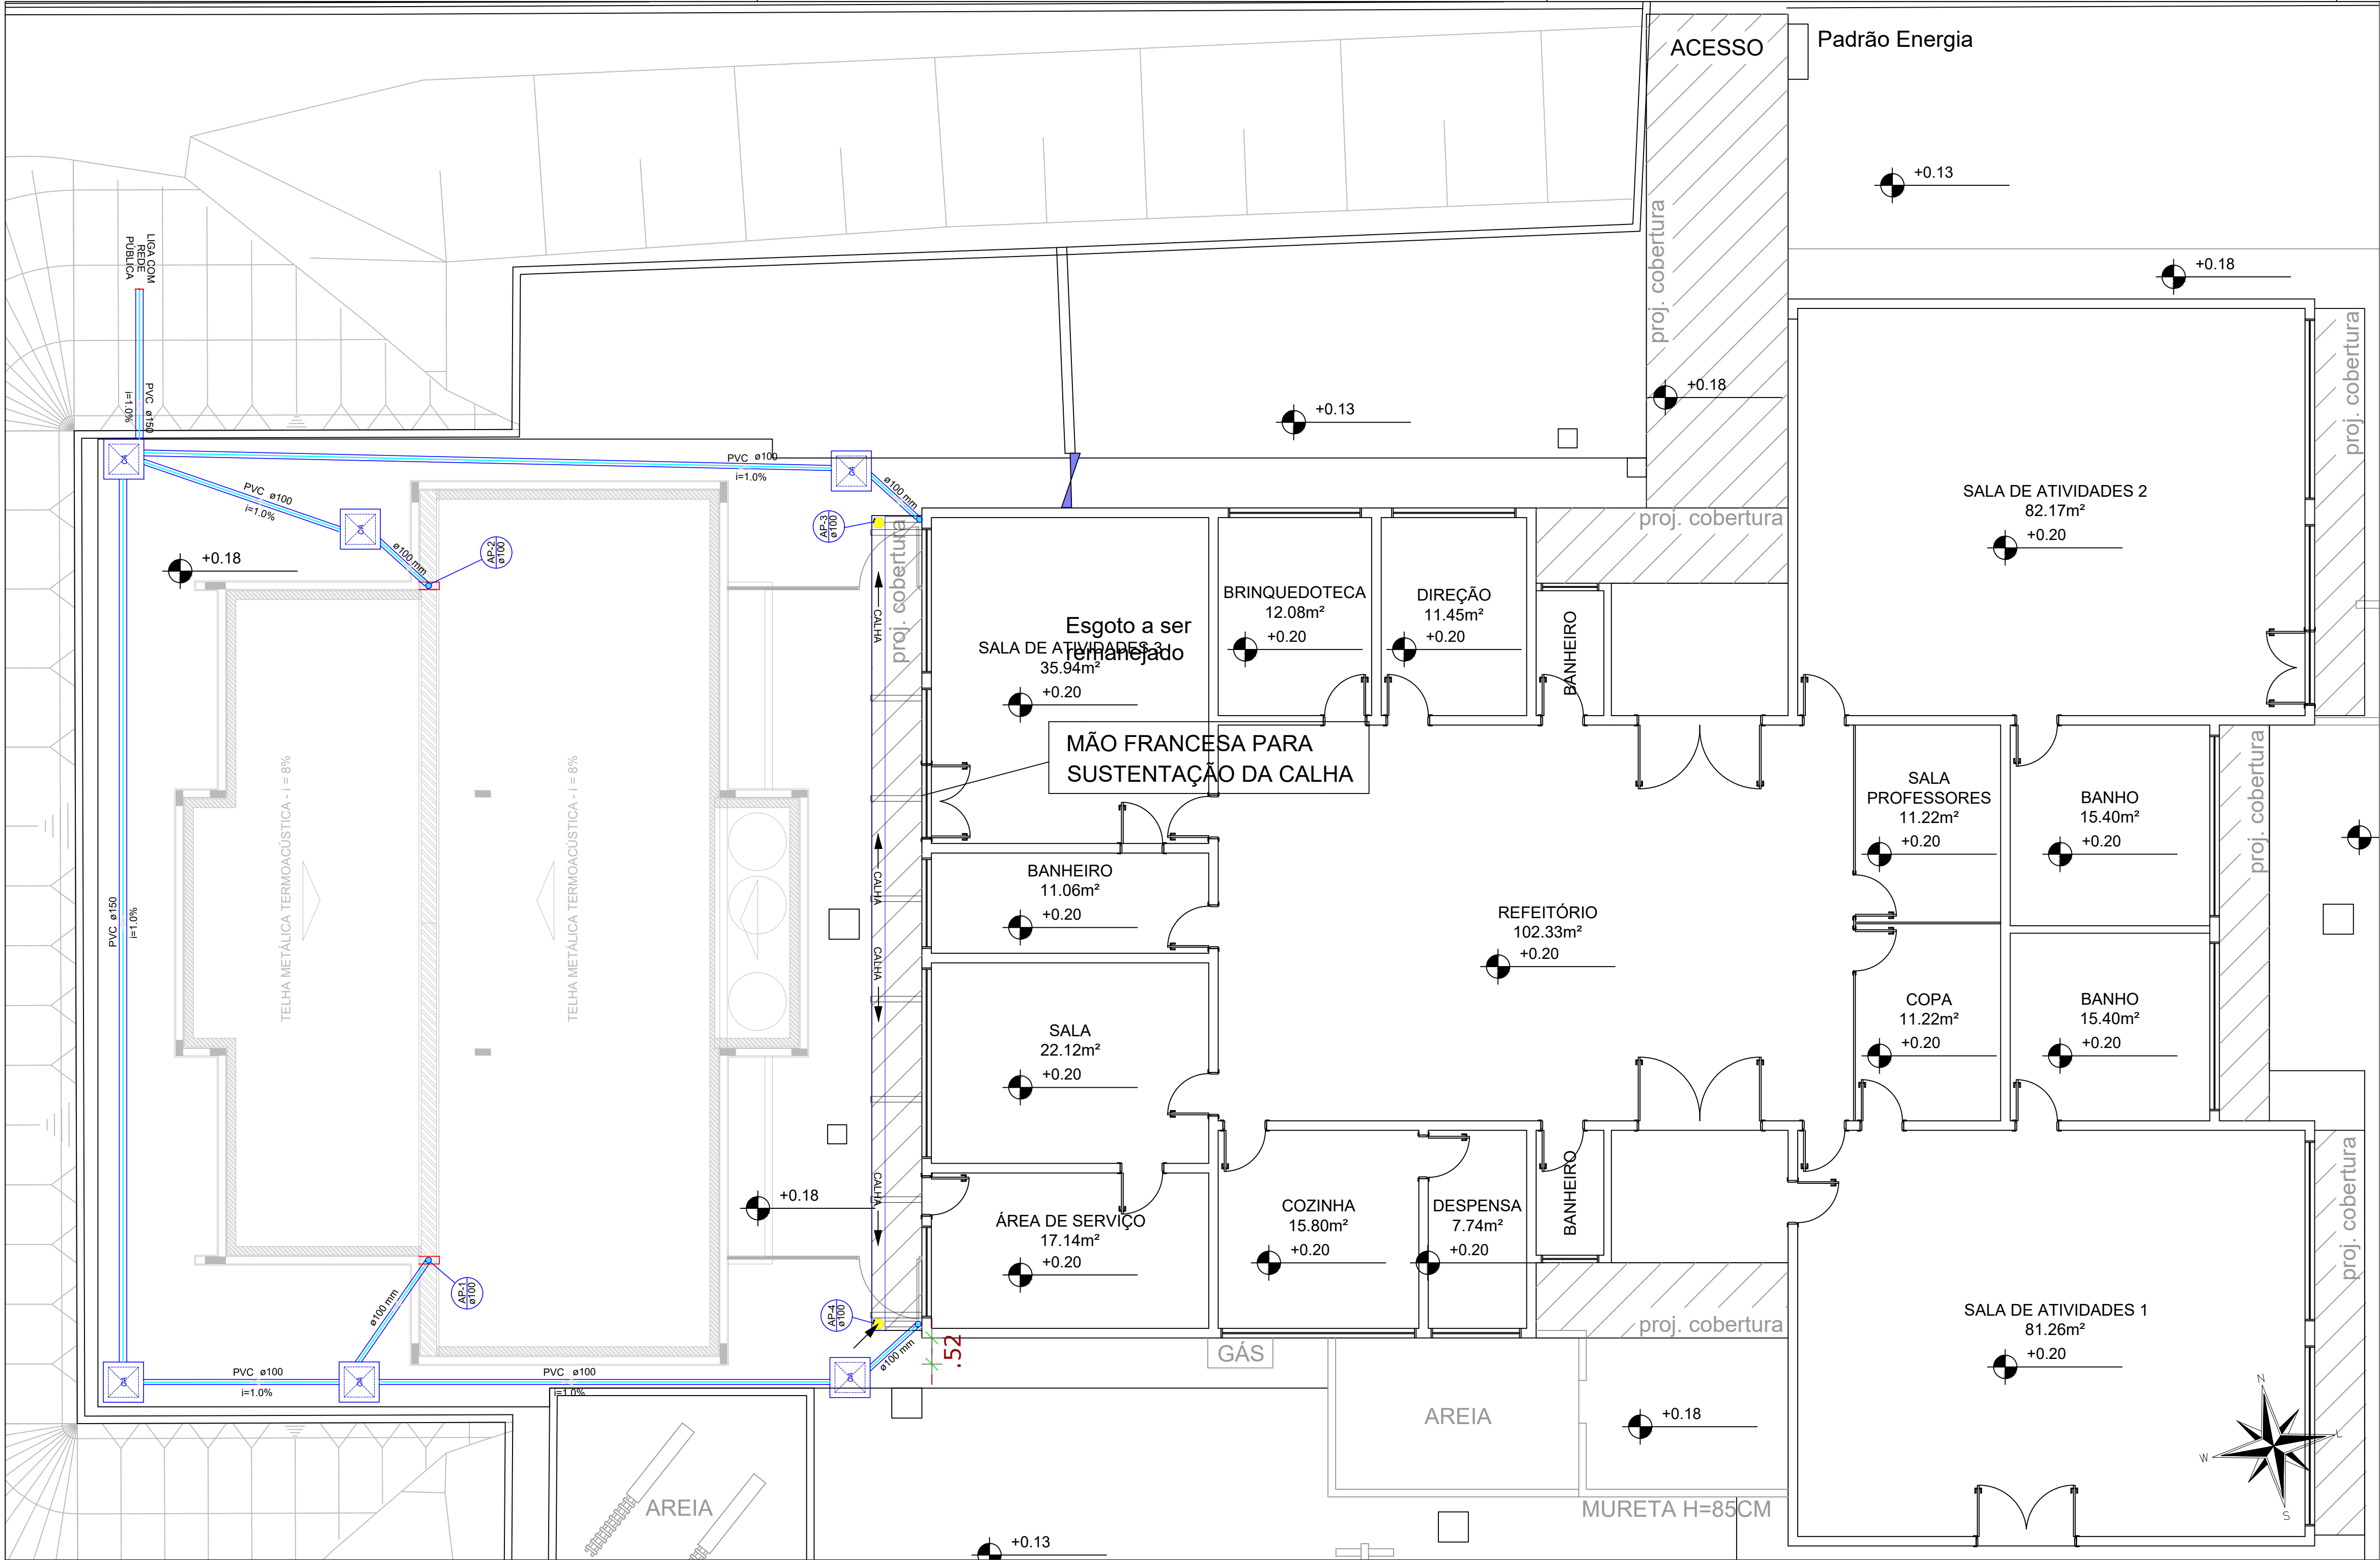 ACESSO
Padrão Energia
+0.13
+0.18
proj. cobertura
proj. cobertura
LIGA COM
REDE
PÚBLICA
PVC ø150
i=1.0%
+0.18
+0.13
PVC ø100
i=1.0%
CA
CA
PVC ø100
i=1.0%
CA
ø100 mm
ø100 mm
AP-2
ø100
AP-3
ø100
+0.18
proj. cobertura
CALHA
proj. cobertura
SALA DE ATIVIDADES 2
82.17m²
+0.20
Esgoto a ser
remanejado
SALA DE ATIVIDADES 3
35.94m²
+0.20
BRINQUEDOTECA
12.08m²
+0.20
DIREÇÃO
11.45m²
+0.20
BANHEIRO
MÃO FRANCESA PARA
SUSTENTAÇÃO DA CALHA
TELHA METÁLICA TERMOACÚSTICA - i = 8%
TELHA METÁLICA TERMOACÚSTICA - i = 8%
SALA
PROFESSORES
11.22m²
+0.20
BANHO
15.40m²
+0.20
proj. cobertura
CALHA
BANHEIRO
11.06m²
+0.20
REFEITÓRIO
102.33m²
+0.20
PVC ø150
i=1.0%
CALHA
SALA
22.12m²
+0.20
COPA
11.22m²
+0.20
BANHO
15.40m²
+0.20
CALHA
+0.18
ÁREA DE SERVIÇO
17.14m²
+0.20
COZINHA
15.80m²
+0.20
DESPENSA
7.74m²
+0.20
BANHEIRO
proj. cobertura
AP-1
ø100
ø100 mm
AP-4
ø100
ø100 mm
.52
GÁS
proj. cobertura
SALA DE ATIVIDADES 1
81.26m²
+0.20
CA
PVC ø100
i=1.0%
CA
PVC ø100
i=1.0%
CA
AREIA
+0.18
N
L
W
S
AREIA
MURETA H=85CM
+0.13